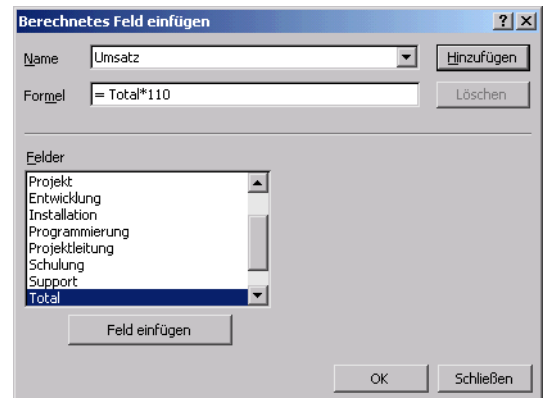 Berechnetes Feld einfügen
Name Umsatz Hinzufügen
Formel = Total*110 Löschen
Felder
Projekt
Entwicklung
Installation
Programmierung
Projektleitung
Schulung
Support
Total
Feld einfügen
OK Schließen